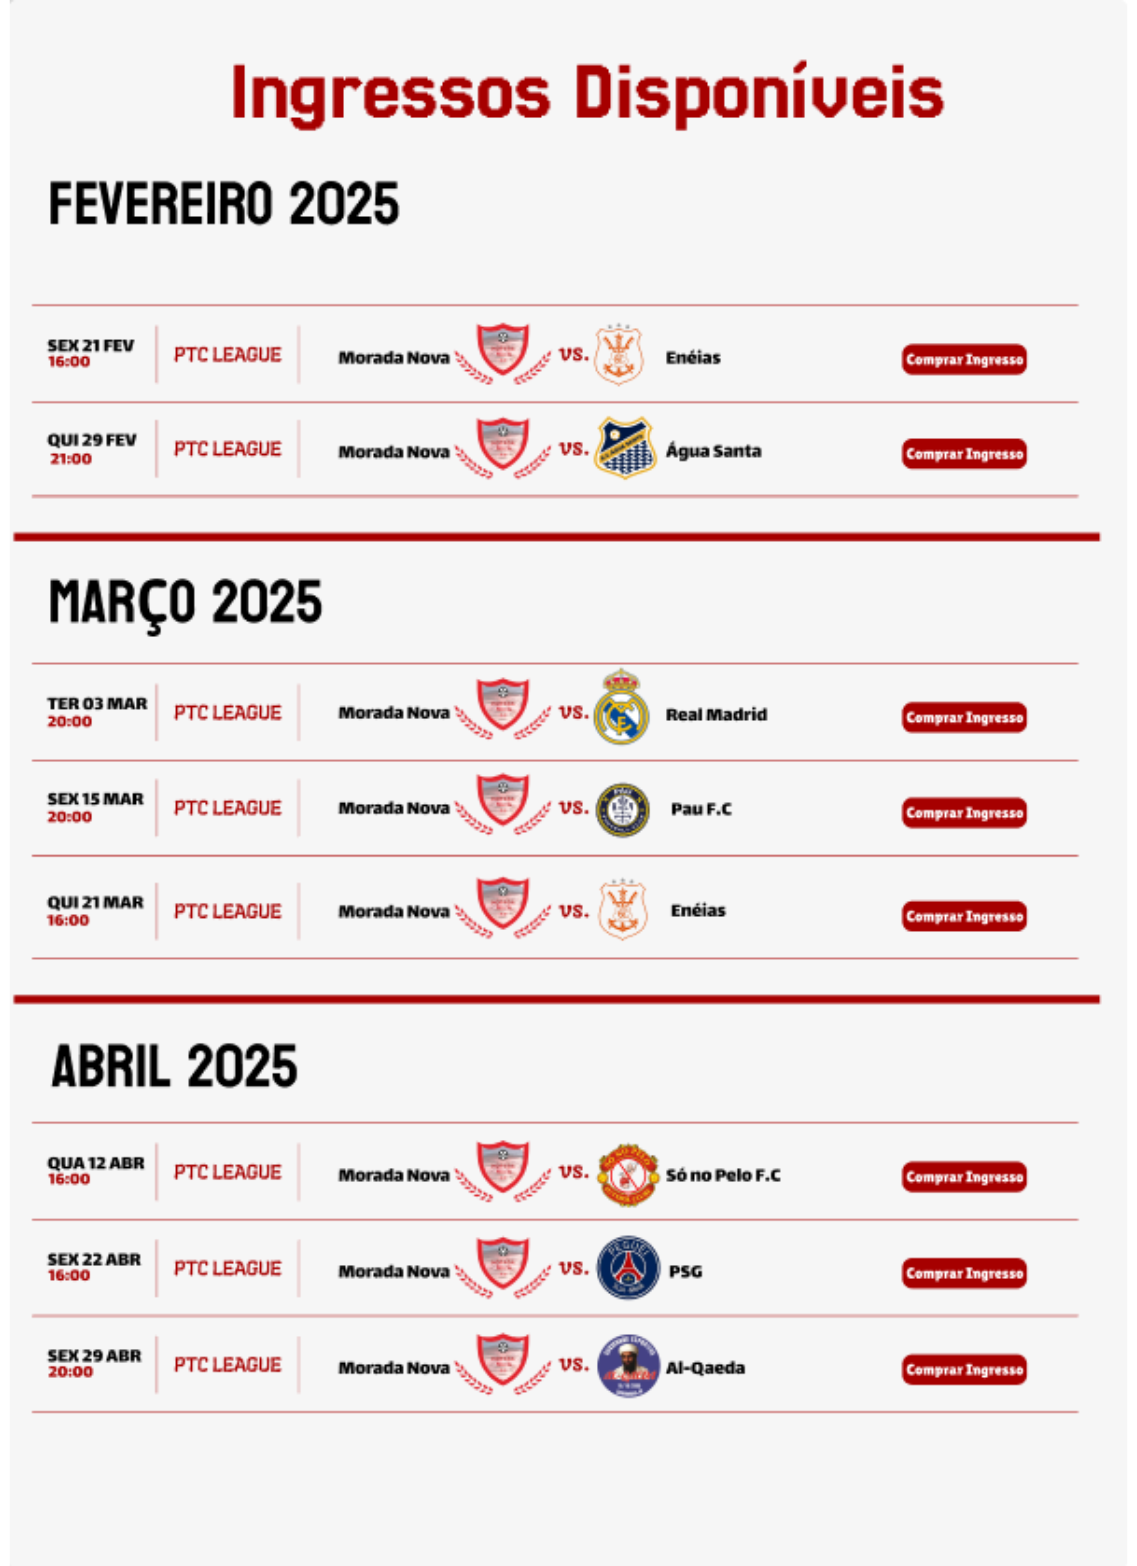 Ingressos Disponíveis
FEVEREIRO 2025
SEX 21 FEV
16:00
PTC LEAGUE
Morada Nova
VS.
Enéias
Comprar Ingresso
QUI 29 FEV
21:00
PTC LEAGUE
Morada Nova
VS.
Água Santa
Comprar Ingresso
MARÇO 2025
TER 03 MAR
20:00
PTC LEAGUE
Morada Nova
VS.
Real Madrid
Comprar Ingresso
SEX 15 MAR
20:00
PTC LEAGUE
Morada Nova
VS.
Pau F.C
Comprar Ingresso
QUI 21 MAR
16:00
PTC LEAGUE
Morada Nova
VS.
Enéias
Comprar Ingresso
ABRIL 2025
QUA 12 ABR
16:00
PTC LEAGUE
Morada Nova
VS.
SÓ NO PELO
Só no Pelo F.C
Comprar Ingresso
SEX 22 ABR
16:00
PTC LEAGUE
Morada Nova
VS.
PEGUEI
PSG
Comprar Ingresso
SEX 29 ABR
20:00
PTC LEAGUE
Morada Nova
VS.
Al-Qaeda
Comprar Ingresso